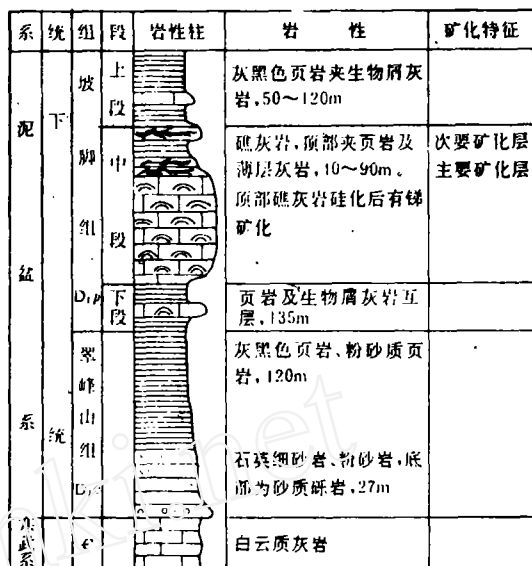 系 统 组 段 岩性柱 岩 性 矿化特征
泥
盆
系
下
统
坡
脚
组
D₁p
翠
峰
山
组
上
段
灰黑色页岩夹生物屑灰
岩,50～120m
中
段
礁灰岩,顶部夹页岩及
薄层灰岩,10～90m。
顶部礁灰岩硅化后有锑
矿化
次要矿化层
主要矿化层
下
段
页岩及生物屑灰岩互
层,135m
灰黑色页岩、粉砂质页
岩,120m
石英细砂岩、粉砂岩,底
部为砂质砾岩,27m
武系
白云质灰岩